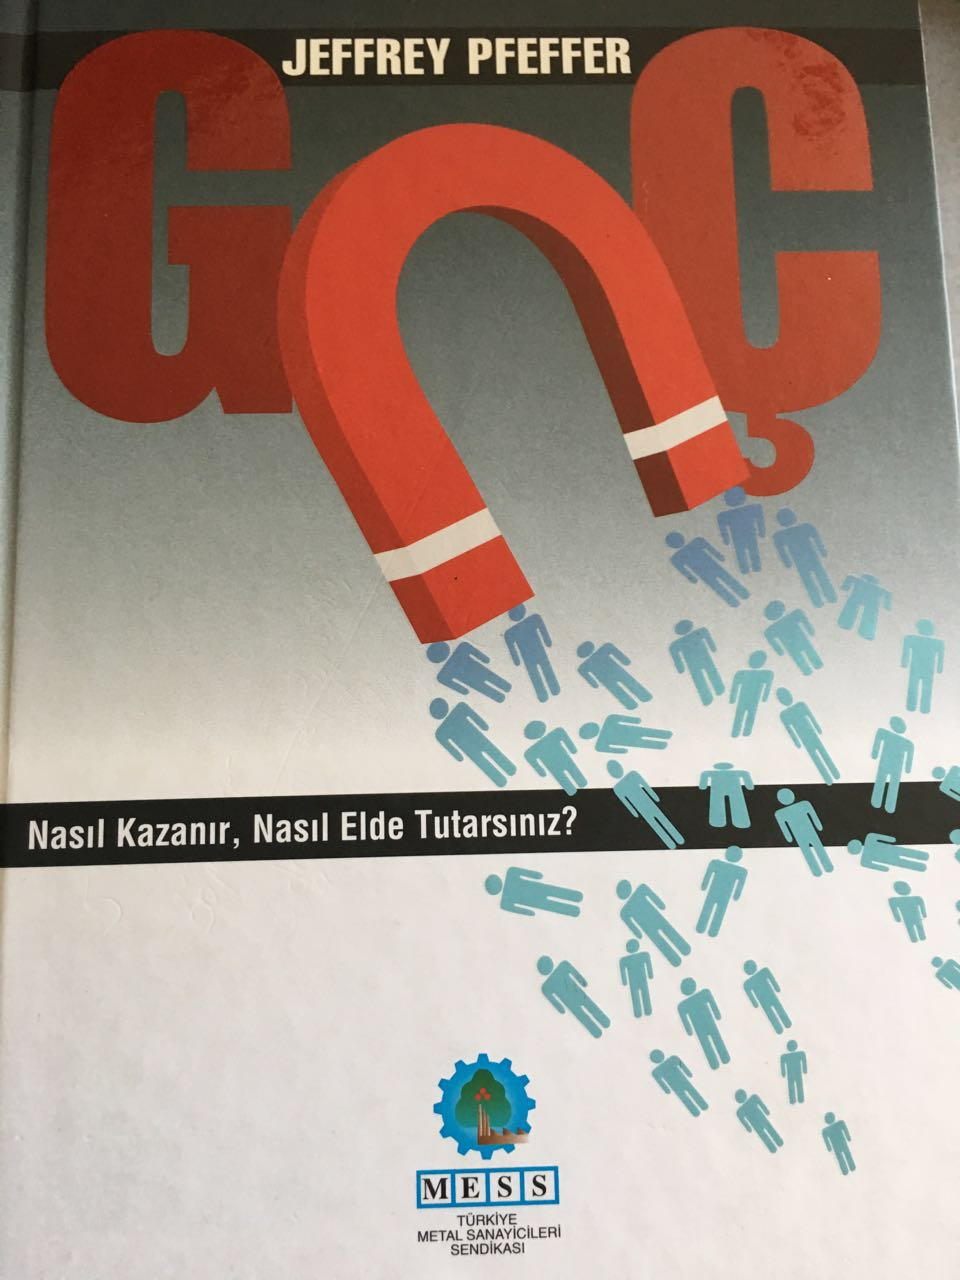 JEFFREY PFEFFER
GÜÇ
Nasıl Kazanır, Nasıl Elde Tutarsınız?
MESS
TÜRKİYE
METAL SANAYİCİLERİ
SENDİKASI